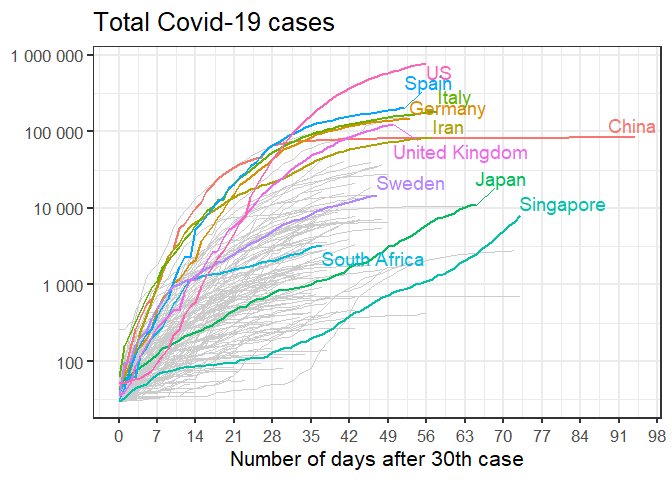 Total Covid-19 cases
1 000 000
100 000
10 000
1 000
100
US
Spain
Italy
Germany
Iran
China
United Kingdom
Sweden
Japan
Singapore
South Africa
0 7 14 21 28 35 42 49 56 63 70 77 84 91 98
Number of days after 30th case